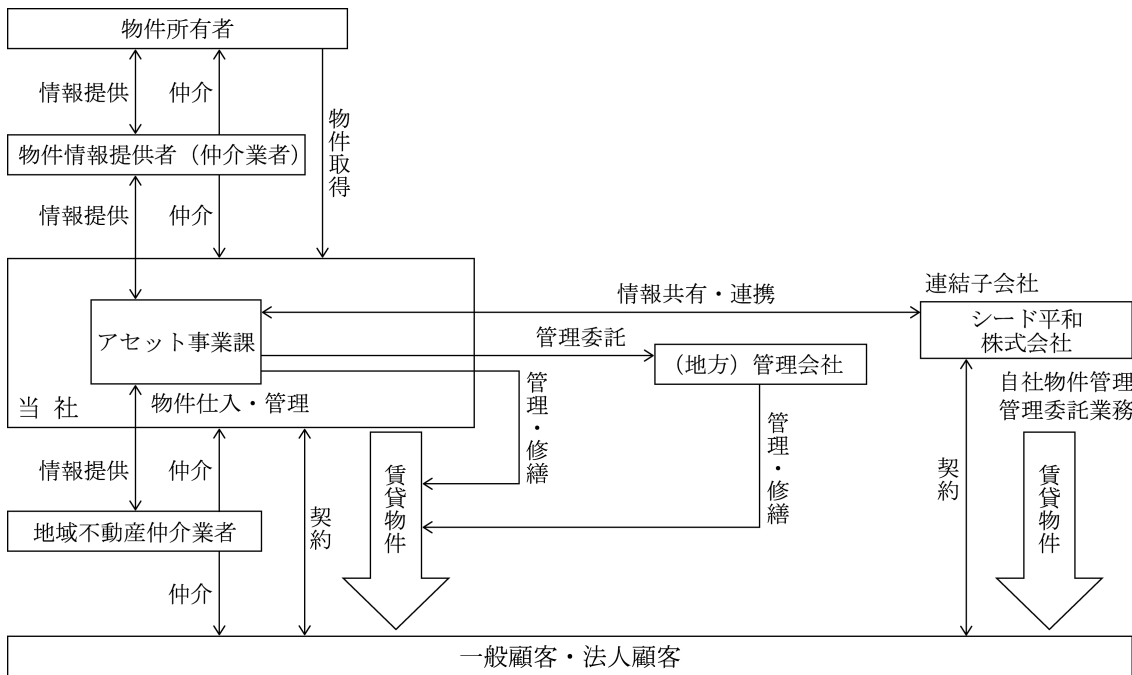 物件所有者
情報提供
仲介
物件取得
物件情報提供者（仲介業者）
情報提供
仲介
連結子会社
情報共有・連携
シード平和
株式会社
アセット事業課
管理委託
（地方）管理会社
自社物件管理
管理委託業務
物件仕入・管理
当 社
管理・修繕
管理・修繕
情報提供
仲介
契約
賃貸物件
契約
賃貸物件
地域不動産仲介業者
仲介
一般顧客・法人顧客